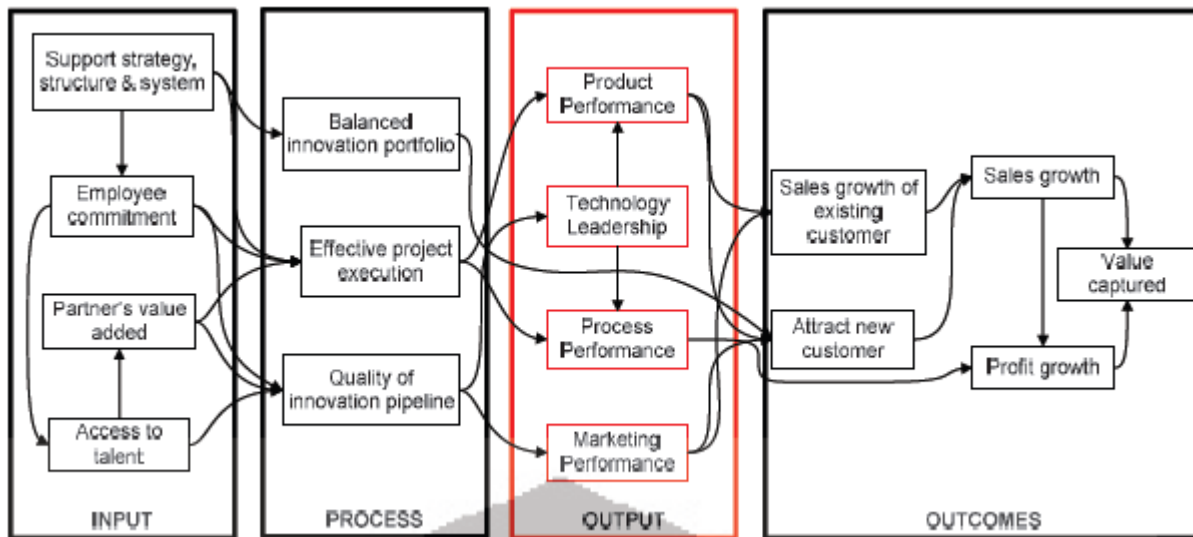 Support strategy,
structure & system
Employee
commitment
Partner's value
added
Access to
talent
INPUT
Balanced
innovation portfolio
Effective project
execution
Quality of
innovation pipeline
PROCESS
Product
Performance
Technology
Leadership
Process
Performance
Marketing
Performance
OUTPUT
Sales growth of
existing
customer
Attract new
customer
Sales growth
Value
captured
Profit growth
OUTCOMES